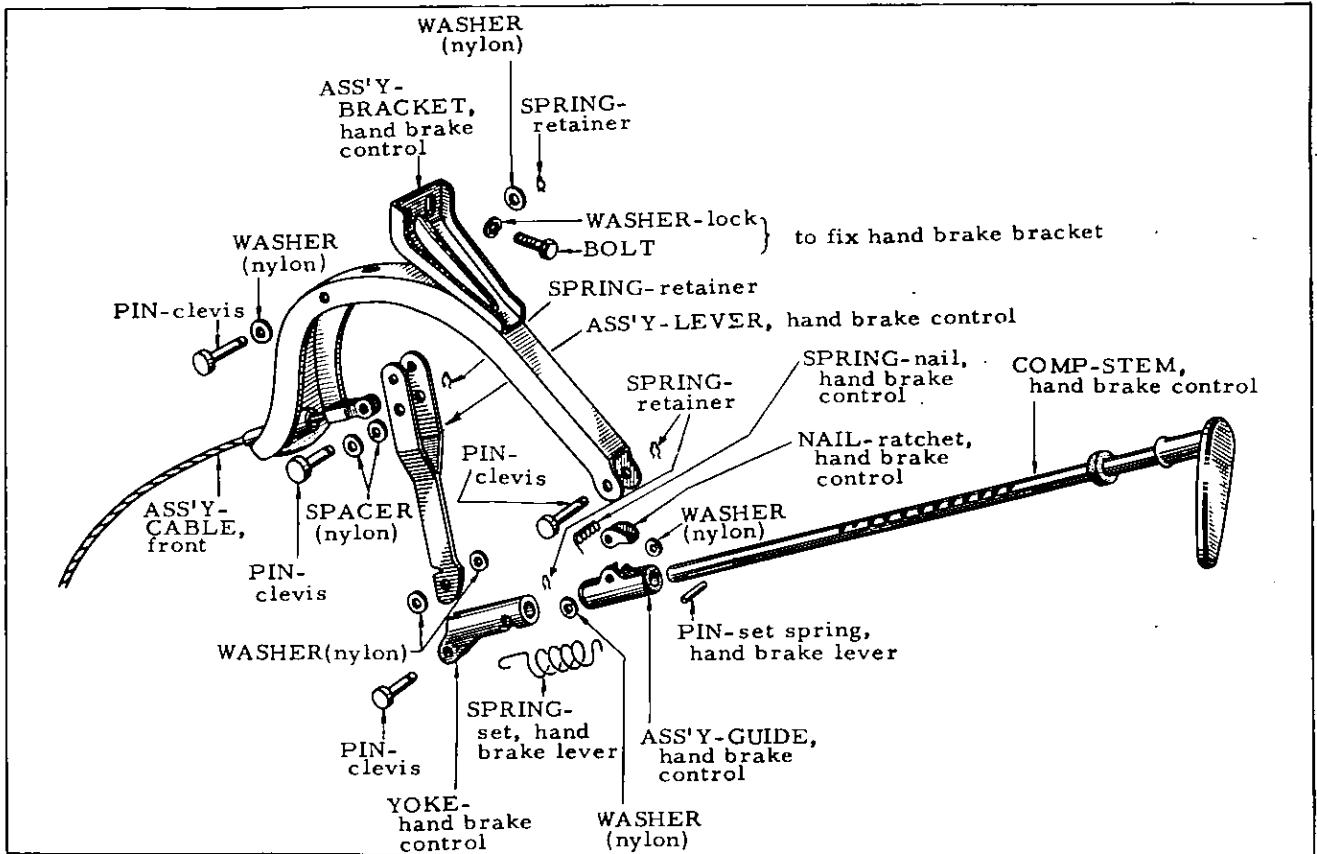 WASHER
(nylon)
ASS'Y-
BRACKET,
hand brake
control
SPRING-
retainer
WASHER-lock
BOLT
} to fix hand brake bracket
WASHER
(nylon)
PIN-clevis
SPRING-retainer
ASS'Y-LEVER, hand brake control
SPRING-nail,
hand brake
control
COMP-STEM,
hand brake control
SPRING-
retainer
NAIL-ratchet,
hand brake
control
PIN-
clevis
WASHER
(nylon)
ASS'Y-
CABLE,
front
SPACER
(nylon)
PIN-
clevis
WASHER(nylon)
PIN-set spring,
hand brake lever
SPRING-
set, hand
brake lever
ASS'Y-GUIDE,
hand brake
control
PIN-
clevis
YOKE-
hand brake
control
WASHER
(nylon)